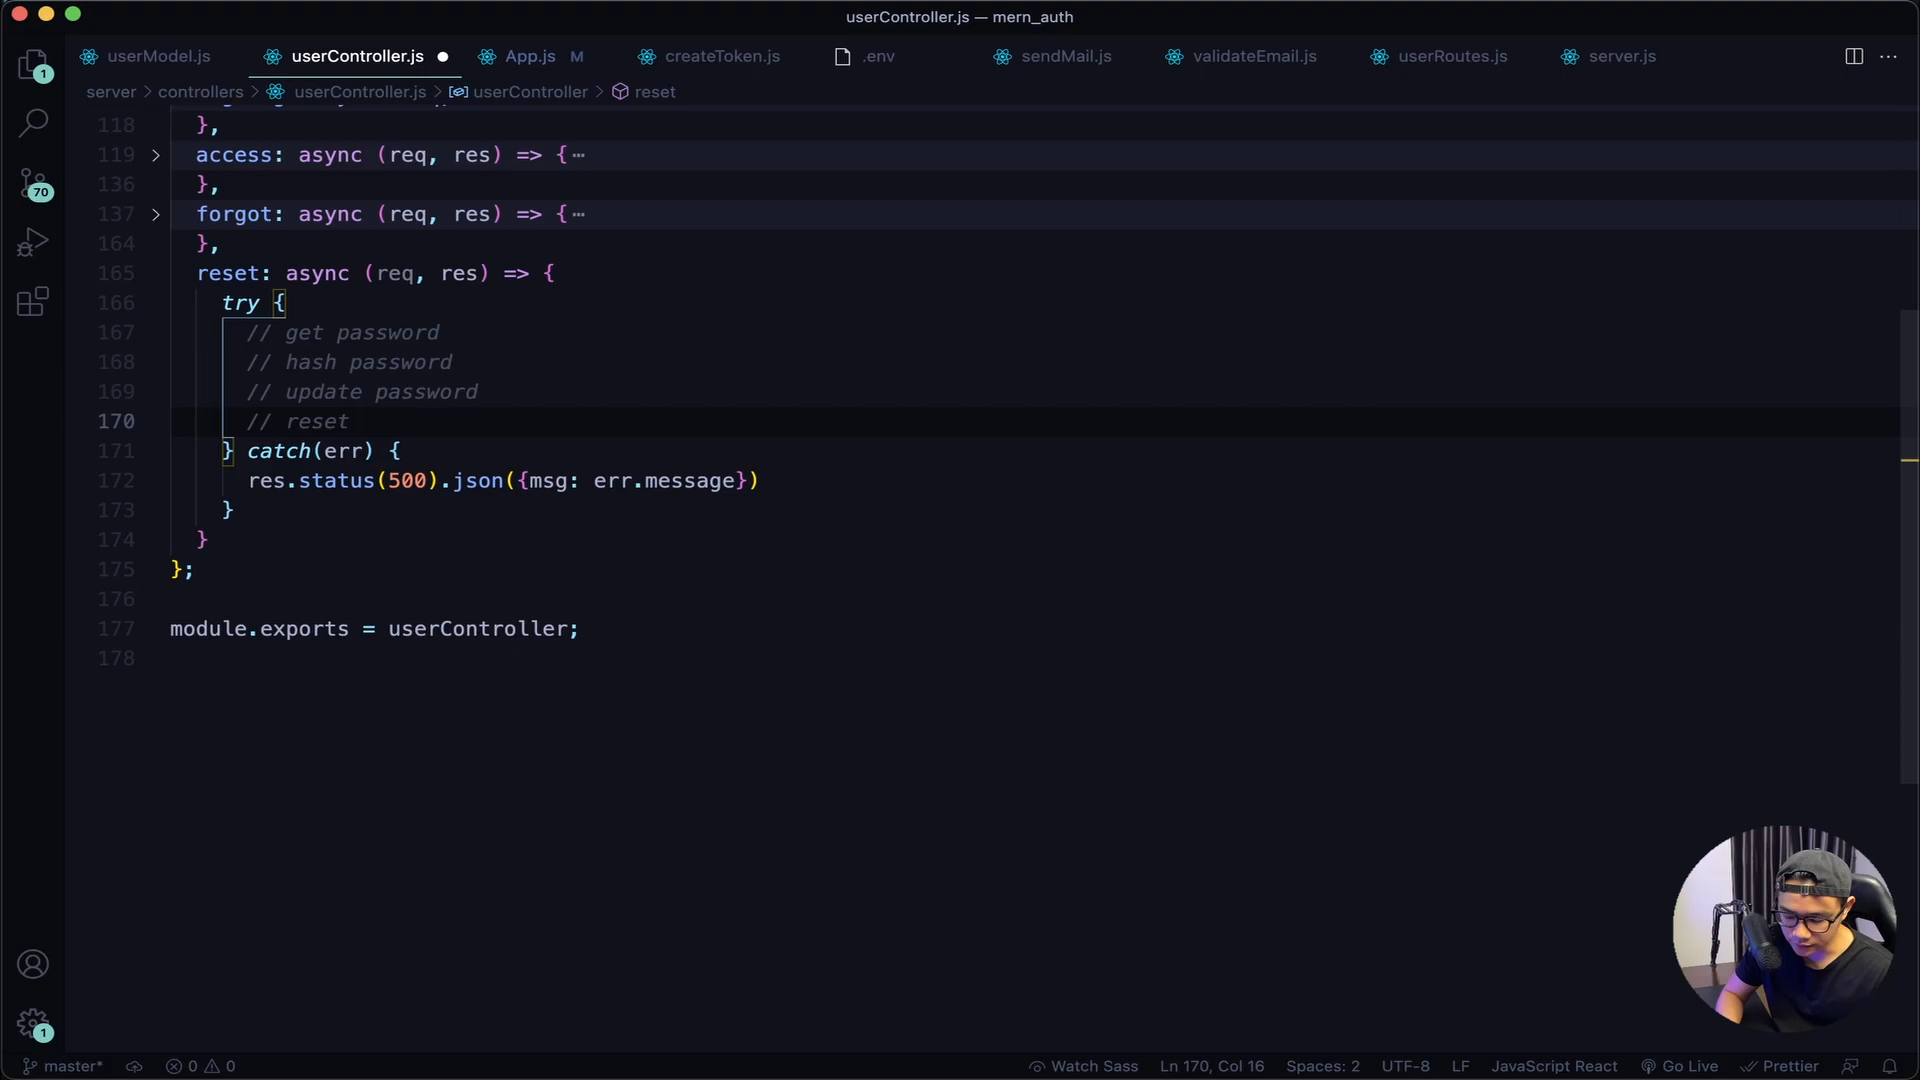 userController.js — mern_auth
userModel.js userController.js App.js M createToken.js .env sendMail.js validateEmail.js userRoutes.js server.js
server > controllers > userController.js > userController > reset
118 },
119 > access: async (req, res) => {···
136 },
137 > forgot: async (req, res) => {···
164 },
165 reset: async (req, res) => {
166 try {
167 // get password
168 // hash password
169 // update password
170 // reset
171 } catch(err) {
172 res.status(500).json({msg: err.message})
173 }
174 }
175 };
176
177 module.exports = userController;
178
1
70
1
master* 0 0 Watch Sass Ln 170, Col 16 Spaces: 2 UTF-8 LF JavaScript React Go Live Prettier